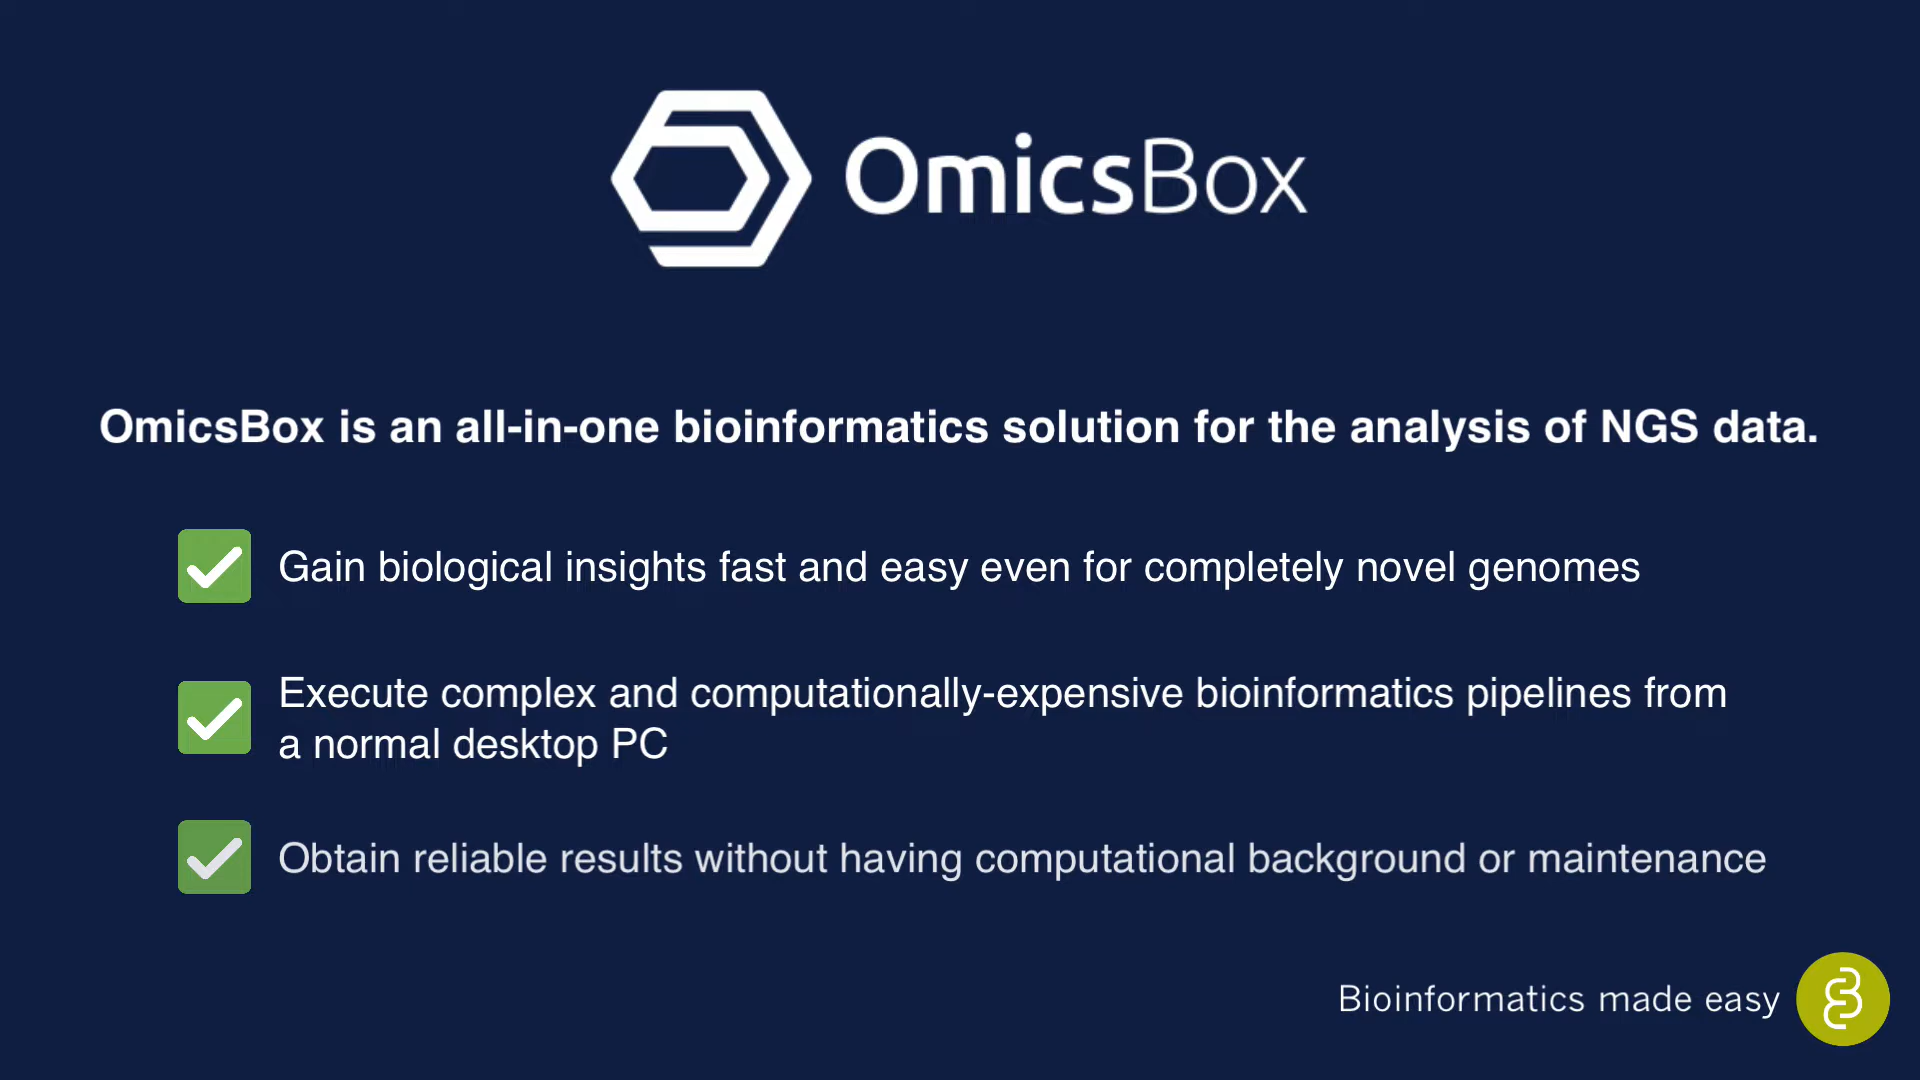 OmicsBox
OmicsBox is an all-in-one bioinformatics solution for the analysis of NGS data.
Gain biological insights fast and easy even for completely novel genomes
Execute complex and computationally-expensive bioinformatics pipelines from
a normal desktop PC
Obtain reliable results without having computational background or maintenance
Bioinformatics made easy